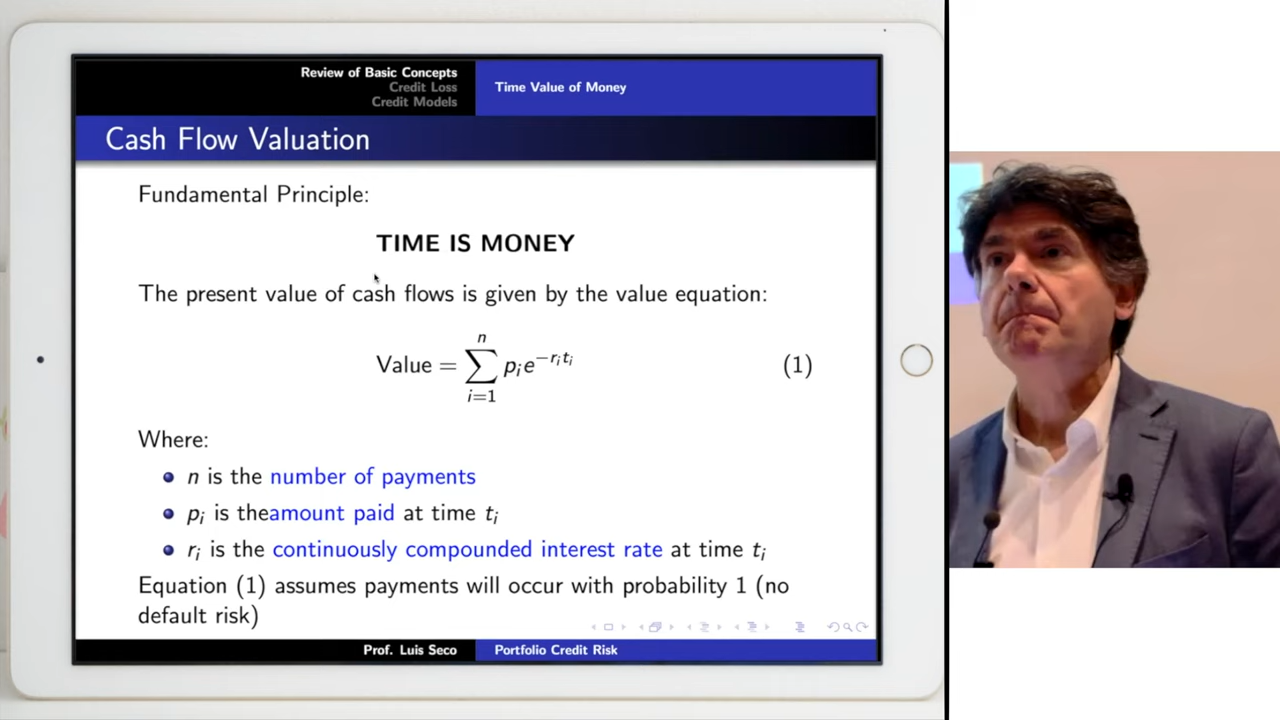 Review of Basic Concepts
Credit Loss
Credit Models
Time Value of Money
Cash Flow Valuation
Fundamental Principle:
TIME IS MONEY
The present value of cash flows is given by the value equation:
Value = ∑_{i=1}^{n} p_i e^{−r_i t_i} (1)
Where:
n is the number of payments
p_i is theamount paid at time t_i
r_i is the continuously compounded interest rate at time t_i
Equation (1) assumes payments will occur with probability 1 (no
default risk)
Prof. Luis Seco
Portfolio Credit Risk